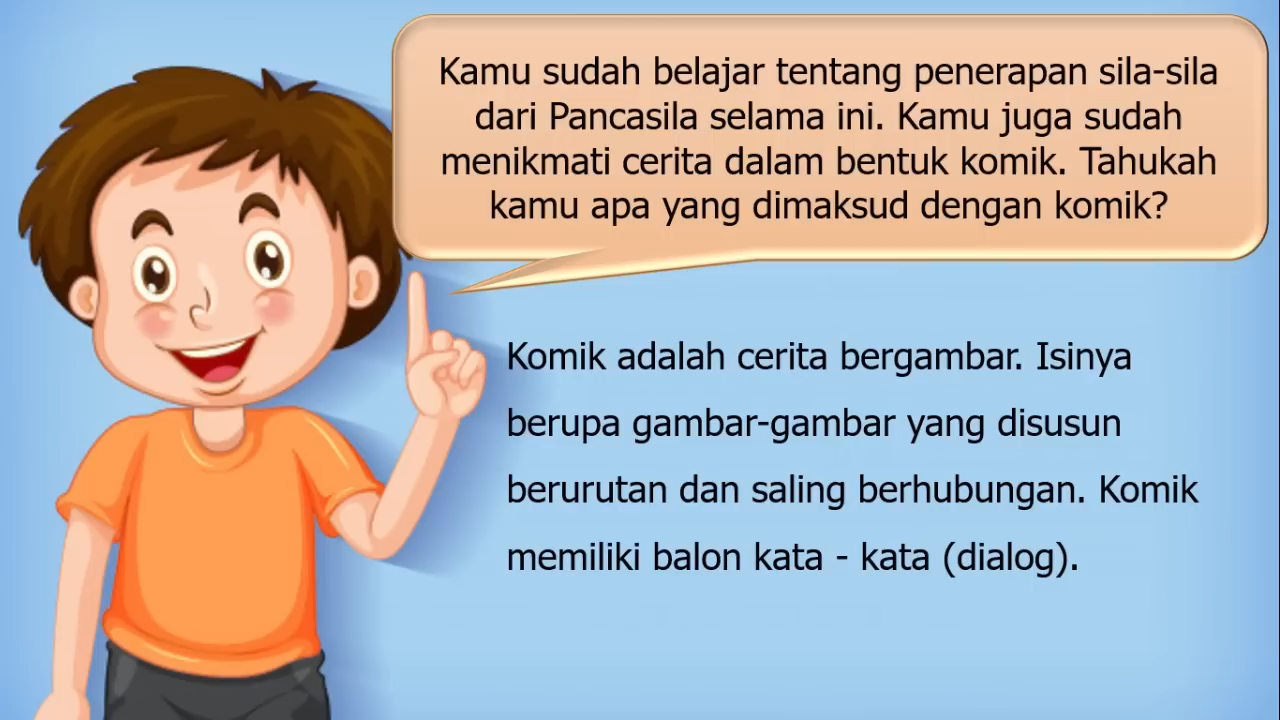 Kamu sudah belajar tentang penerapan sila-sila
dari Pancasila selama ini. Kamu juga sudah
menikmati cerita dalam bentuk komik. Tahukah
kamu apa yang dimaksud dengan komik?
Komik adalah cerita bergambar. Isinya
berupa gambar-gambar yang disusun
berurutan dan saling berhubungan. Komik
memiliki balon kata - kata (dialog).